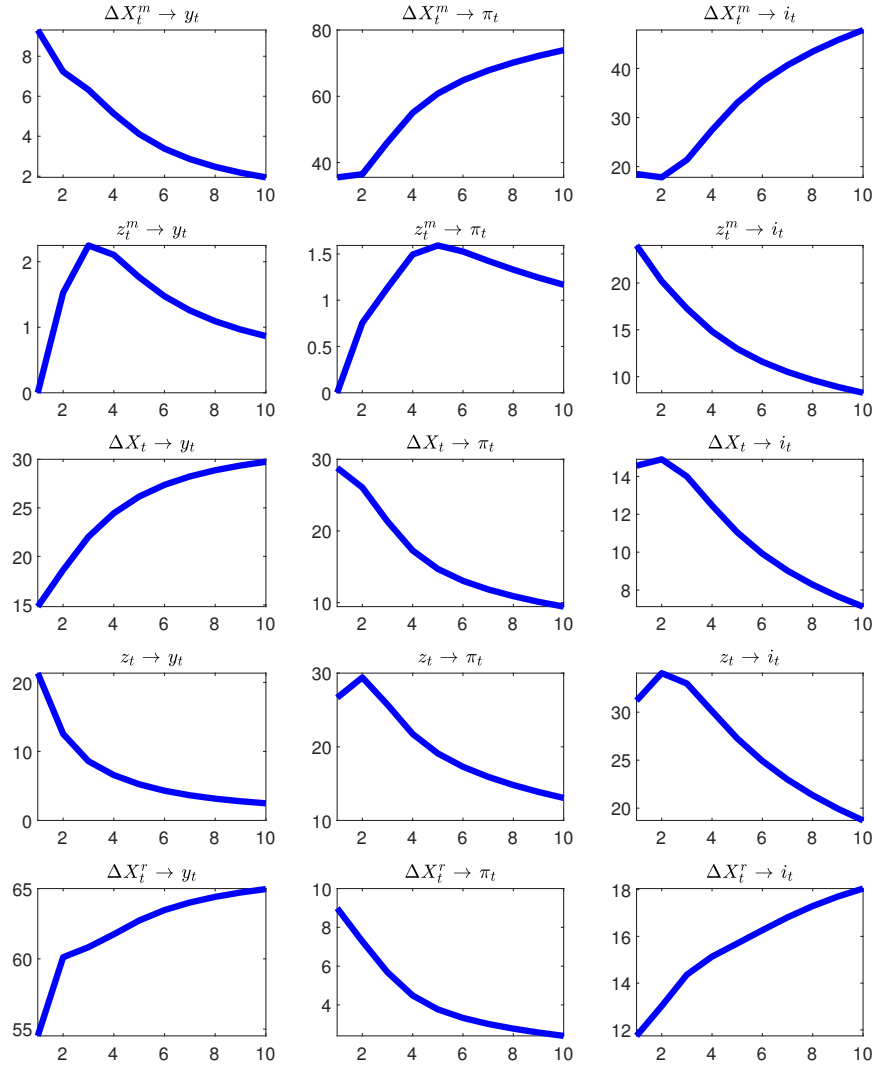 ΔX_t^m → y_t ΔX_t^m → π_t ΔX_t^m → i_t
8 80 40
6 60 30
4 40 20
2
2 4 6 8 10 2 4 6 8 10 2 4 6 8 10
z_t^m → y_t z_t^m → π_t z_t^m → i_t
2 1.5 20
1 1 15
0 0.5 10
0
2 4 6 8 10 2 4 6 8 10 2 4 6 8 10
ΔX_t → y_t ΔX_t → π_t ΔX_t → i_t
30 30 14
25 20 12
20 10 10
15 8
2 4 6 8 10 2 4 6 8 10 2 4 6 8 10
z_t → y_t z_t → π_t z_t → i_t
20 30 30
10 20 25
0 10 20
2 4 6 8 10 2 4 6 8 10 2 4 6 8 10
ΔX_t^r → y_t ΔX_t^r → π_t ΔX_t^r → i_t
65 10 18
60 8 16
55 6 14
4 12
2 4 6 8 10 2 4 6 8 10 2 4 6 8 10